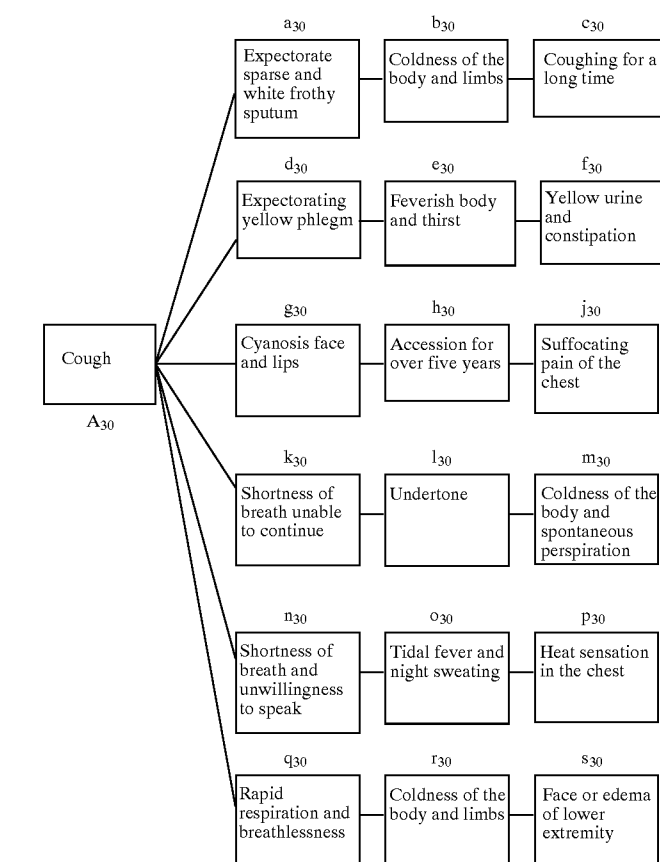 a30 b30 c30
Expectorate
sparse and
white frothy
sputum
Coldness of the
body and limbs
Coughing for a
long time
d30 e30 f30
Expectorating
yellow phlegm
Feverish body
and thirst
Yellow urine
and
constipation
g30 h30 j30
Cyanosis face
and lips
Accession for
over five years
Suffocating
pain of the
chest
Cough
A30
k30 l30 m30
Shortness of
breath unable
to continue
Undertone
Coldness of the
body and
spontaneous
perspiration
n30 o30 p30
Shortness of
breath and
unwillingness
to speak
Tidal fever and
night sweating
Heat sensation
in the chest
q30 r30 s30
Rapid
respiration and
breathlessness
Coldness of the
body and limbs
Face or edema
of lower
extremity